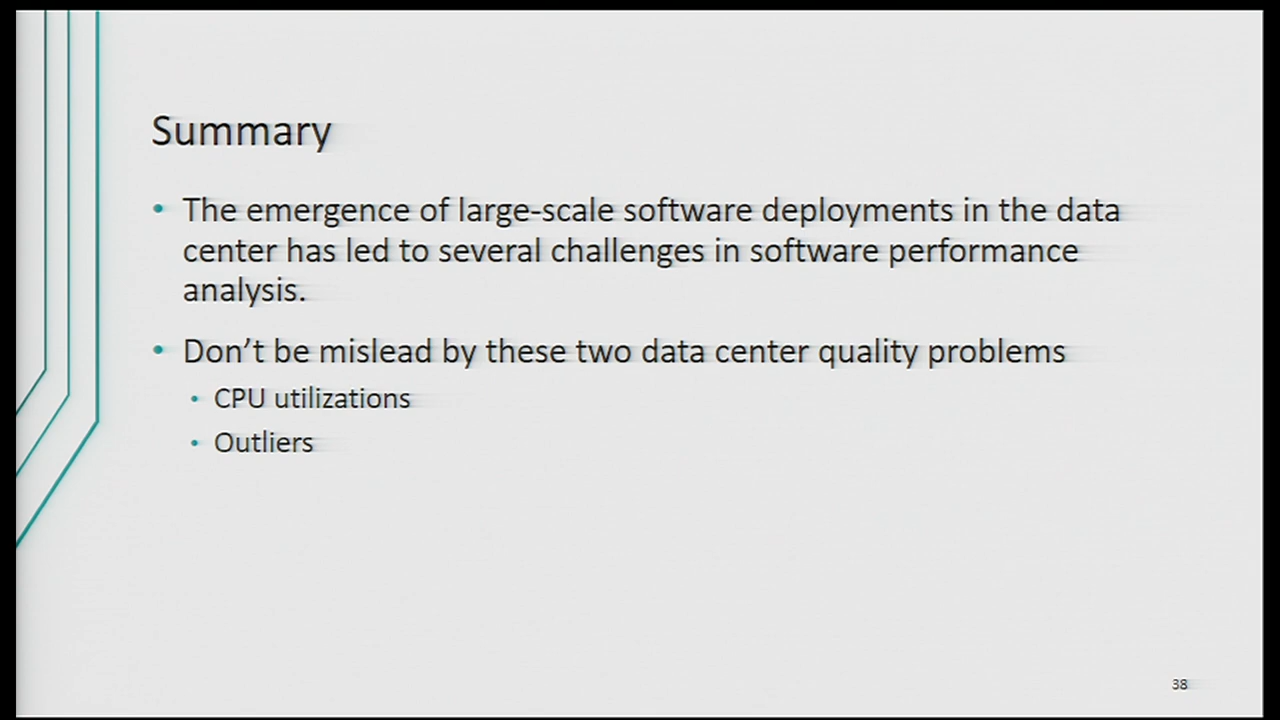 Summary
• The emergence of large-scale software deployments in the data
center has led to several challenges in software performance
analysis.
• Don't be mislead by these two data center quality problems
• CPU utilizations
• Outliers
38